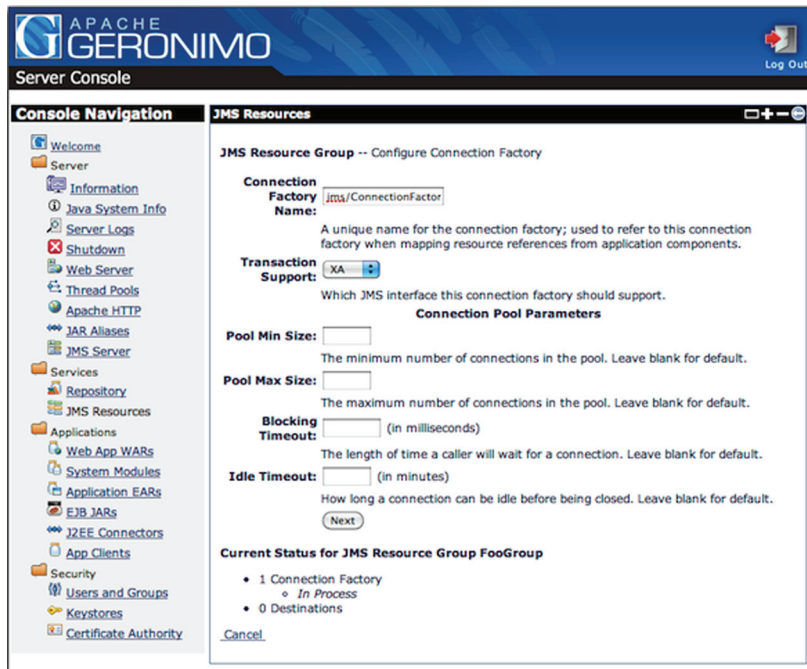 APACHE
GERONIMO
Log Out
Server Console
Console Navigation
Welcome
Server
Information
Java System Info
Server Logs
Shutdown
Web Server
Thread Pools
Apache HTTP
JAR Aliases
JMS Server
Services
Repository
JMS Resources
Applications
Web App WARs
System Modules
Application EARs
EJB JARs
J2EE Connectors
App Clients
Security
Users and Groups
Keystores
Certificate Authority
JMS Resources
JMS Resource Group -- Configure Connection Factory
Connection
Factory
Name:
jms/ConnectionFactor
A unique name for the connection factory; used to refer to this connection
factory when mapping resource references from application components.
Transaction
Support:
XA
Which JMS interface this connection factory should support.
Connection Pool Parameters
Pool Min Size:
The minimum number of connections in the pool. Leave blank for default.
Pool Max Size:
The maximum number of connections in the pool. Leave blank for default.
Blocking
Timeout:
(in milliseconds)
The length of time a caller will wait for a connection. Leave blank for default.
Idle Timeout:
(in minutes)
How long a connection can be idle before being closed. Leave blank for default.
Next
Current Status for JMS Resource Group FooGroup
• 1 Connection Factory
◦ In Process
• 0 Destinations
Cancel